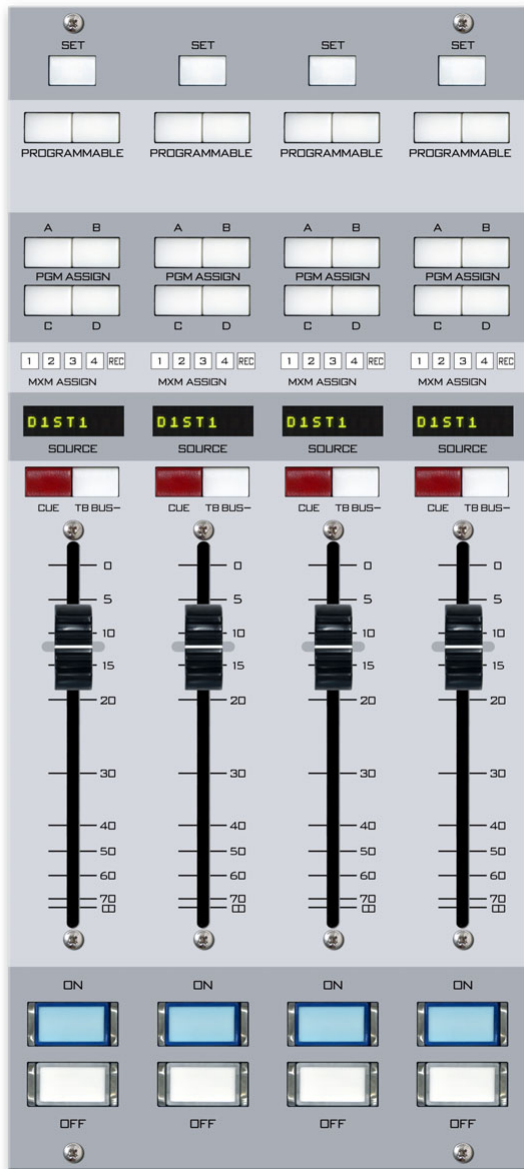 SET SET SET SET
PROGRAMMABLE PROGRAMMABLE PROGRAMMABLE PROGRAMMABLE
A B A B A B A B
PGM ASSIGN PGM ASSIGN PGM ASSIGN PGM ASSIGN
C D C D C D C D
1 2 3 4 REC 1 2 3 4 REC 1 2 3 4 REC 1 2 3 4 REC
MXM ASSIGN MXM ASSIGN MXM ASSIGN MXM ASSIGN
D1ST1 D1ST1 D1ST1 D1ST1
SOURCE SOURCE SOURCE SOURCE
CUE TB BUS- CUE TB BUS- CUE TB BUS- CUE TB BUS-
0 0 0 0
5 5 5 5
10 10 10 10
15 15 15 15
20 20 20 20
30 30 30 30
40 40 40 40
50 50 50 50
60 60 60 60
70 70 70 70
∞ ∞ ∞ ∞
ON ON ON ON
OFF OFF OFF OFF